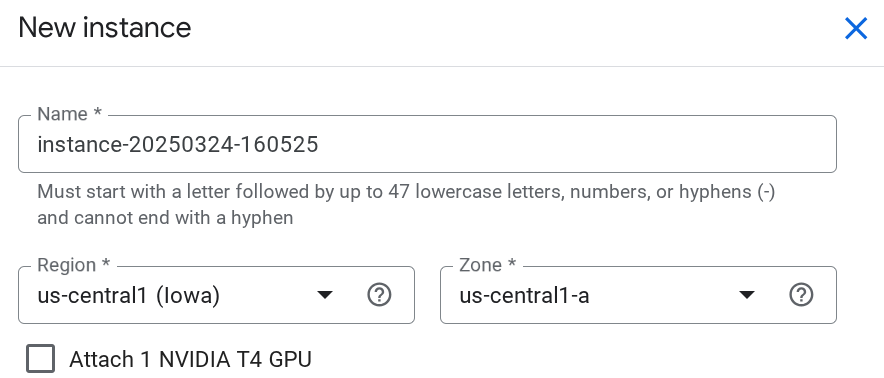 New instance
Name *
instance-20250324-160525
Must start with a letter followed by up to 47 lowercase letters, numbers, or hyphens (-)
and cannot end with a hyphen
Region *
us-central1 (Iowa)
Zone *
us-central1-a
Attach 1 NVIDIA T4 GPU